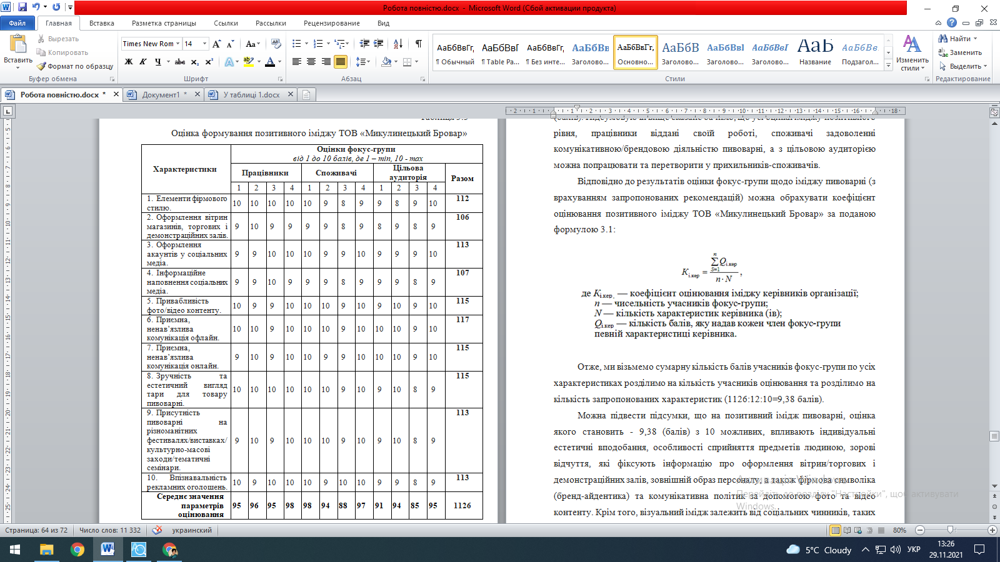 Робота повністю.docx - Microsoft Word (Сбой активации продукта)
Файл Главная Вставка Разметка страницы Ссылки Рассылки Рецензирование Вид
Вставить
Вырезать
Копировать
Формат по образцу
Буфер обмена
Times New Rom 14
Шрифт
Абзац
АаБбВвГг, АаБбВвГ АаБбВвГг, АаБбВв АаБбВвГг, АаБбВ АаБбВвІ АаБбВвГ АаЬ АаБбВв.
¶ Обычный ¶ Table Pa... ¶ Без инте... Заголово... Основно... Заголово... Заголово... Заголово... Название Подзагол...
Стили
Изменить стили
Найти
Заменить
Выделить
Редактирование
Робота повністю.docx * Документ1 * У таблиці 1.docx
Оцінка формування позитивного іміджу ТОВ «Микулинецький Бровар»
Характеристики
Оцінки фокус-групи
від 1 до 10 балів, де 1 – min, 10 - max
Працівники Споживачі Цільова аудиторія Разом
1 2 3 4 1 2 3 4 1 2 3 4
1. Елементи фірмового стилю. 10 10 10 10 10 9 8 9 9 8 9 10 112
2. Оформлення вітрин магазинів, торгових і демонстраційних залів. 9 10 9 9 9 9 8 9 8 9 8 9 106
3. Оформлення акаунтів у соціальних медіа. 9 9 10 10 10 9 9 10 9 9 9 10 113
4. Інформаційне наповнення соціальних медіа. 9 9 10 9 9 9 8 9 9 9 8 9 107
5. Привабливість фото/відео контенту. 10 9 9 10 10 10 9 10 9 10 9 10 115
6. Приємна, ненав’язлива комунікація офлайн. 10 10 9 10 10 10 9 10 10 10 9 10 117
7. Приємна, ненав’язлива комунікація онлайн. 9 10 9 10 10 9 9 10 10 10 9 10 115
8. Зручність та естетичний вигляд тари для товару пивоварні. 10 10 10 10 10 10 9 10 9 10 8 9 115
9. Присутність пивоварні на різноманітних фестивалях/виставках/ культурно-масові заходи/тематичні семінари. 9 10 9 10 10 10 9 10 9 10 8 9 113
10. Впізнавальність рекламних оголошень. 10 9 10 10 10 9 10 10 9 9 8 9 113
Середнє значення параметрів оцінювання 95 96 95 98 98 94 88 97 91 94 85 95 1126
рівня, працівники віддані своїй роботі, споживачі задоволенні
комунікативною/брендовою діяльністю пивоварні, а з цільовою аудиторією
можна попрацювати та перетворити у прихильників-споживачів.
Відповідно до результатів оцінки фокус-групи щодо іміджу пивоварні (з
врахуванням запропонованих рекомендацій) можна обрахувати коефіцієнт
оцінювання позитивного іміджу ТОВ «Микулинецький Бровар» за поданою
формулою 3.1:
Kі.кер = ∑ⁿS=1 Qі.кер / n·N ,
де Kі.кер. — коефіцієнт оцінювання іміджу керівників організації;
n — чисельність учасників фокус-групи;
N — кількість характеристик керівника (ів);
Qі.кер — кількість балів, яку надав кожен член фокус-групи
певній характеристиці керівника.
Отже, ми візьмемо сумарну кількість балів учасників фокус-групи по усіх
характеристиках розділимо на кількість учасників оцінювання та розділимо на
кількість запропонованих характеристик (1126:12:10=9,38 балів).
Можна підвести підсумки, що на позитивний імідж пивоварні, оцінка
якого становить - 9,38 (балів) з 10 можливих, впливають індивідуальні
естетичні вподобання, особливості сприйняття предметів людиною, зорові
відчуття, які фіксують інформацію про оформлення вітрин/торгових і
демонстраційних залів, зовнішній образ персоналу, а також фірмова символіка
(бренд-айдентика) та комунікативна політик за допомогою фото та відео
контенту. Крім того, візуальний імідж залежить від соціальних чинників, таких
Активація Windows
Перейдіть до розділу "Настройки", щоб активувати
Windows.
Страница: 64 из 72 Число слов: 11 332 украинский 80%
5°C Cloudy УКР 13:26
29.11.2021